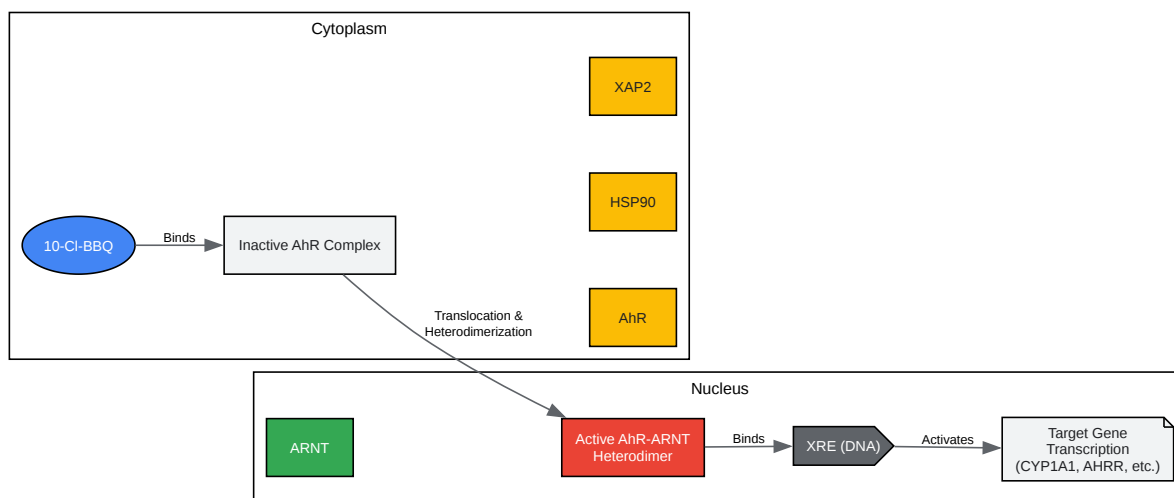 Cytoplasm
XAP2
HSP90
10-Cl-BBQ
Binds
Inactive AhR Complex
AhR
Translocation &
Heterodimerization
Nucleus
ARNT
Active AhR-ARNT
Heterodimer
Binds
XRE (DNA)
Activates
Target Gene
Transcription
(CYP1A1, AHRR, etc.)